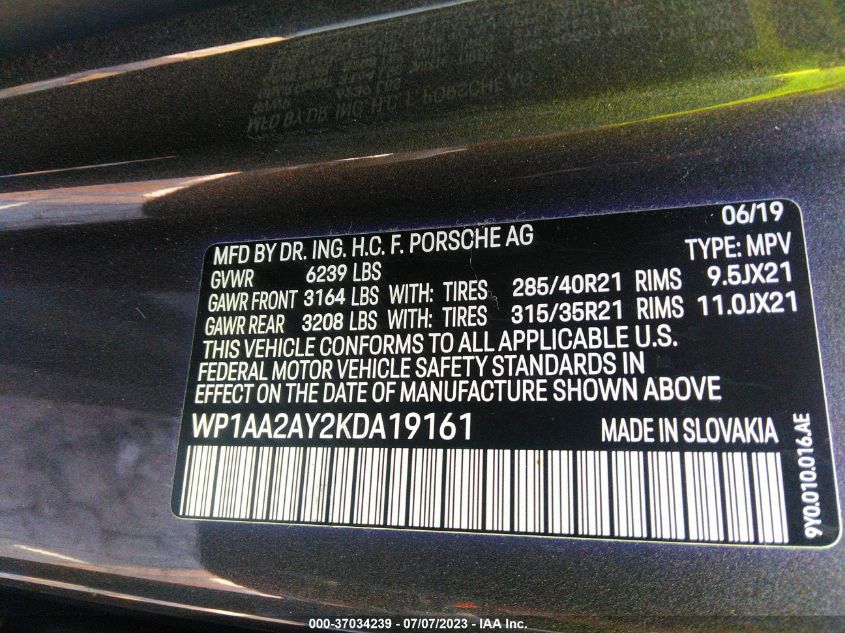 06/19
MFD BY DR. ING. H.C. F. PORSCHE AG TYPE: MPV
GVWR 6239 LBS
GAWR FRONT 3164 LBS WITH: TIRES 285/40R21 RIMS 9.5JX21
GAWR REAR 3208 LBS WITH: TIRES 315/35R21 RIMS 11.0JX21
THIS VEHICLE CONFORMS TO ALL APPLICABLE U.S.
FEDERAL MOTOR VEHICLE SAFETY STANDARDS IN
EFFECT ON THE DATE OF MANUFACTURE SHOWN ABOVE
WP1AA2AY2KDA19161 MADE IN SLOVAKIA
9Y0.010.016.AE
000-37034239 / 07/07/2023 - IAA Inc.